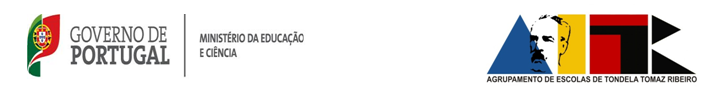 GOVERNO DE
PORTUGAL
MINISTÉRIO DA EDUCAÇÃO
E CIÊNCIA
AGRUPAMENTO DE ESCOLAS DE TONDELA TOMAZ RIBEIRO